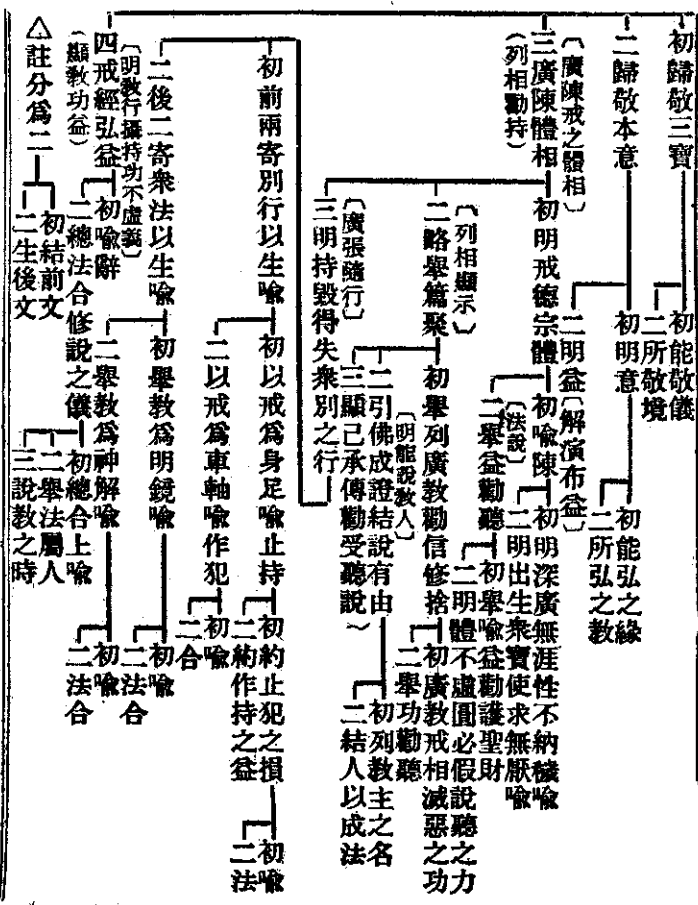 初歸敬三寶
初能敬儀
二所敬境
二歸敬本意
初明意
初能弘之緣
二所弘之教
二明益〔解演布益〕
〔廣陳戒之體相〕
三廣陳體相
(列相勸持)
初明戒德宗體
初喻陳
〔法說〕
初明深廣無涯性不納穢喻
二明出生衆寶使求無厭喻
二舉益勸聽
初舉喻益勸護聖財
二明體不虛圓必假說聽之力
〔列相顯示〕
二略舉篇聚
初舉列廣教勸信修捨
初廣教戒相滅惡之功
二舉功勸聽
〔明能說教人〕
二引佛成證結說有由
初列教主之名
二結人以成法
三顯己承傳勸受聽說
〔廣張隨行〕
三明持毀得失衆別之行
初前兩寄別行以生喻
初以戒爲身足喻止持
初約止犯之損
初喻
二法
二約作持之益
二以戒爲車軸喻作犯
初喻
二合
二後二寄衆法以生喻
初舉教爲明鏡喻
初喻
二法合
二舉教爲神解喻
初喻
二法合
〔明教行攝持功不虛義〕
四戒經弘益
(顯教功益)
初喻辭
二總法合修說之儀
初總合上喻
二舉法屬人
三說教之時
△註分爲二
初結前文
二生後文